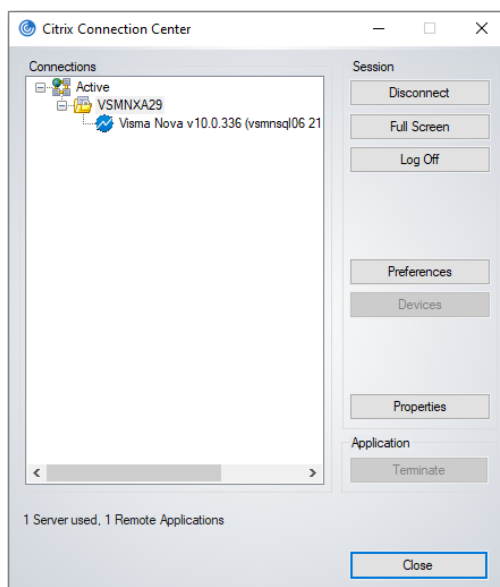 Citrix Connection Center
Connections
Active
VSMNXA29
Visma Nova v10.0.336 (vsmnsql06 21
Session
Disconnect
Full Screen
Log Off
Preferences
Devices
Properties
Application
Terminate
1 Server used, 1 Remote Applications
Close